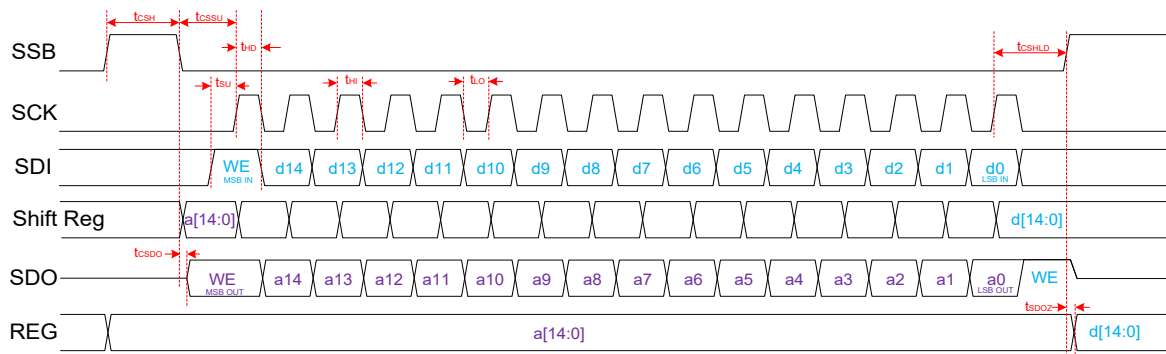 tCSH tCSSU
SSB tHD tCSHLD
tSU tHI tLO
SCK
SDI WE d14 d13 d12 d11 d10 d9 d8 d7 d6 d5 d4 d3 d2 d1 d0
MSB IN LSB IN
Shift Reg a[14:0] d[14:0]
tCSDO
SDO WE a14 a13 a12 a11 a10 a9 a8 a7 a6 a5 a4 a3 a2 a1 a0 WE
MSB OUT LSB OUT
tSDOZ
REG a[14:0] d[14:0]